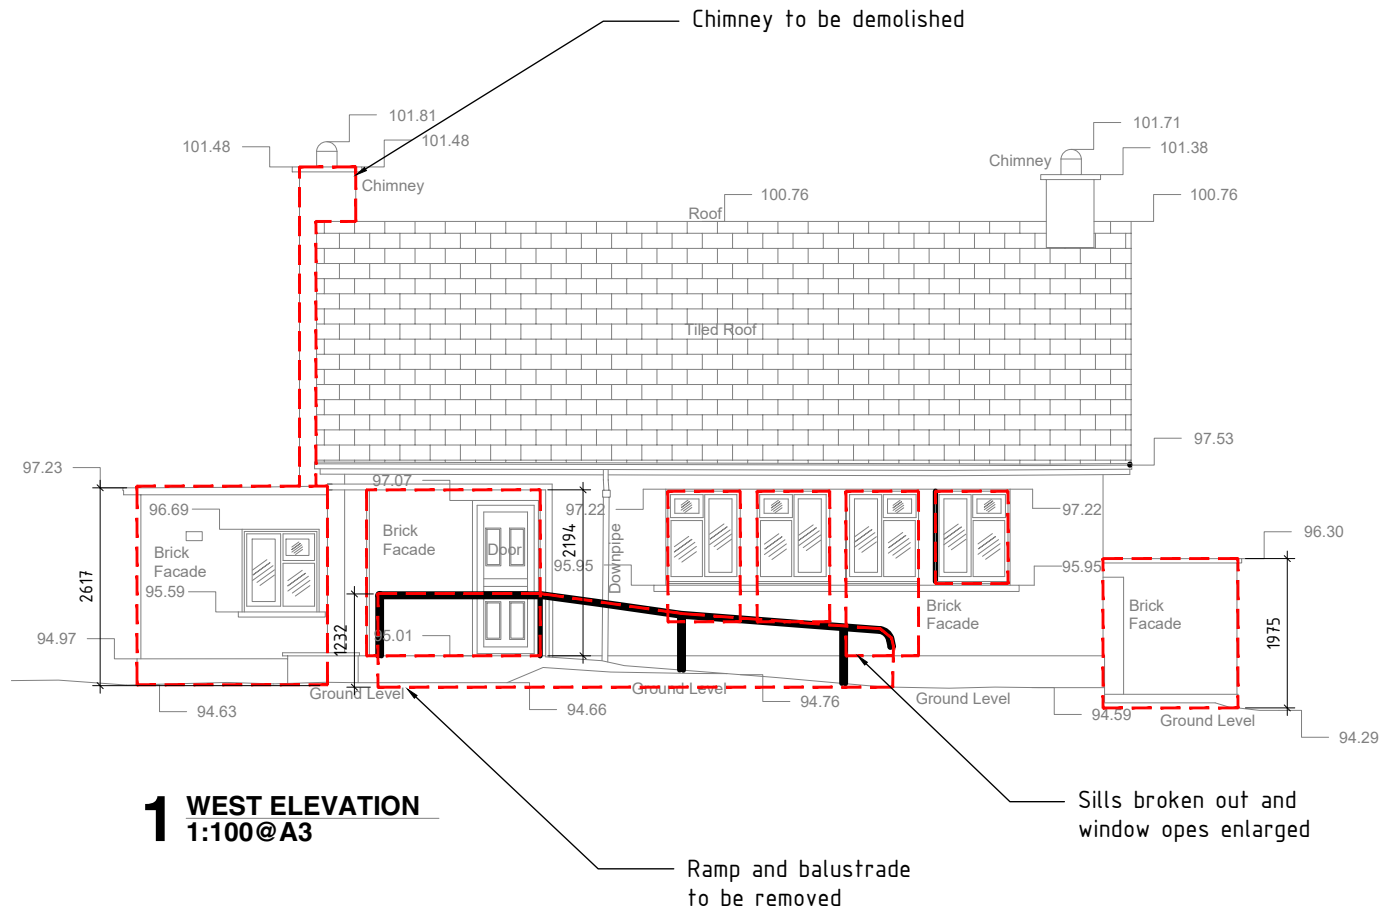 Chimney to be demolished
101.81
101.48
101.48
Chimney
101.71
Chimney
101.38
100.76
Roof
100.76
Tiled Roof
97.53
97.23
97.07
97.22
97.22
96.69
Brick
Facade
Brick
Facade
Door
2194
Downpipe
96.30
2617
95.59
95.95
95.95
Brick
Facade
Brick
Facade
94.97
1232
95.01
1975
Ground Level
Ground Level
Ground Level
Ground Level
94.63
94.66
94.76
94.59
94.29
1 WEST ELEVATION
1:100@A3
Sills broken out and
window opes enlarged
Ramp and balustrade
to be removed